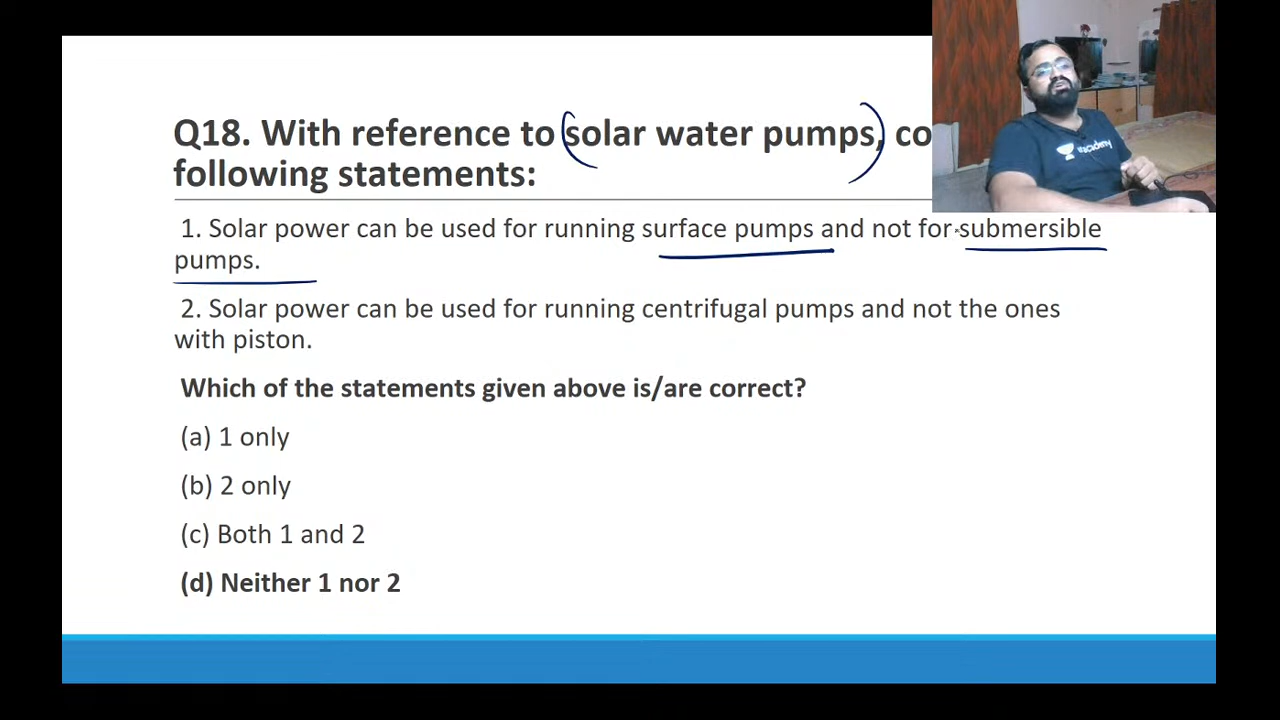 Q18. With reference to solar water pumps, co
following statements:
1. Solar power can be used for running surface pumps and not for submersible
pumps.
2. Solar power can be used for running centrifugal pumps and not the ones
with piston.
Which of the statements given above is/are correct?
(a) 1 only
(b) 2 only
(c) Both 1 and 2
(d) Neither 1 nor 2